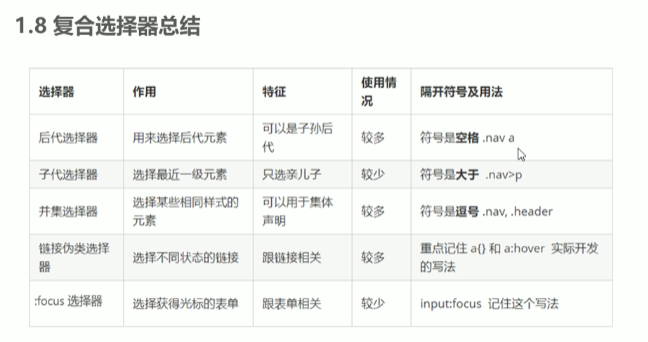 1.8 复合选择器总结
选择器 作用 特征 使用情况 隔开符号及用法
后代选择器 用来选择后代元素 可以是子孙后代 较多 符号是空格 .nav a
子代选择器 选择最近一级元素 只选亲儿子 较少 符号是大于 .nav>p
并集选择器 选择某些相同样式的元素 可以用于集体声明 较多 符号是逗号 .nav, .header
链接伪类选择器 选择不同状态的链接 跟链接相关 较多 重点记住 a{} 和 a:hover 实际开发的写法
:focus 选择器 选择获得光标的表单 跟表单相关 较少 input:focus 记住这个写法